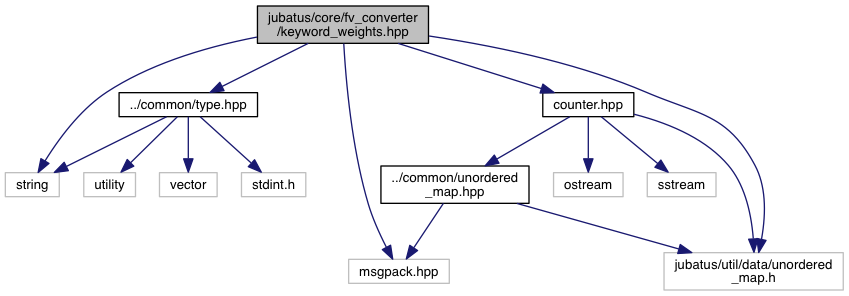 jubatus/core/fv_converter
/keyword_weights.hpp
../common/type.hpp
counter.hpp
string
utility
vector
stdint.h
../common/unordered
_map.hpp
ostream
sstream
msgpack.hpp
jubatus/util/data/unordered
_map.h